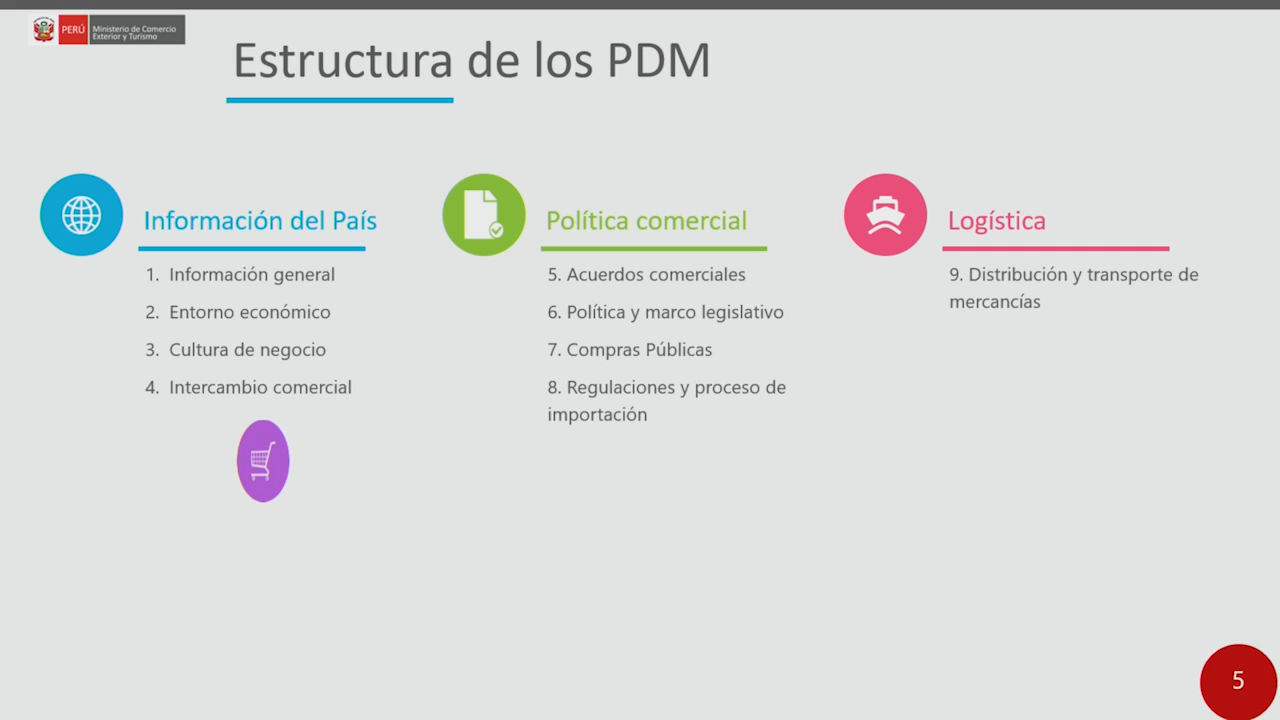 PERÚ
Ministerio de Comercio
Exterior y Turismo
Estructura de los PDM
Información del País
1. Información general
2. Entorno económico
3. Cultura de negocio
4. Intercambio comercial
Política comercial
5. Acuerdos comerciales
6. Política y marco legislativo
7. Compras Públicas
8. Regulaciones y proceso de
importación
Logística
9. Distribución y transporte de
mercancías
5